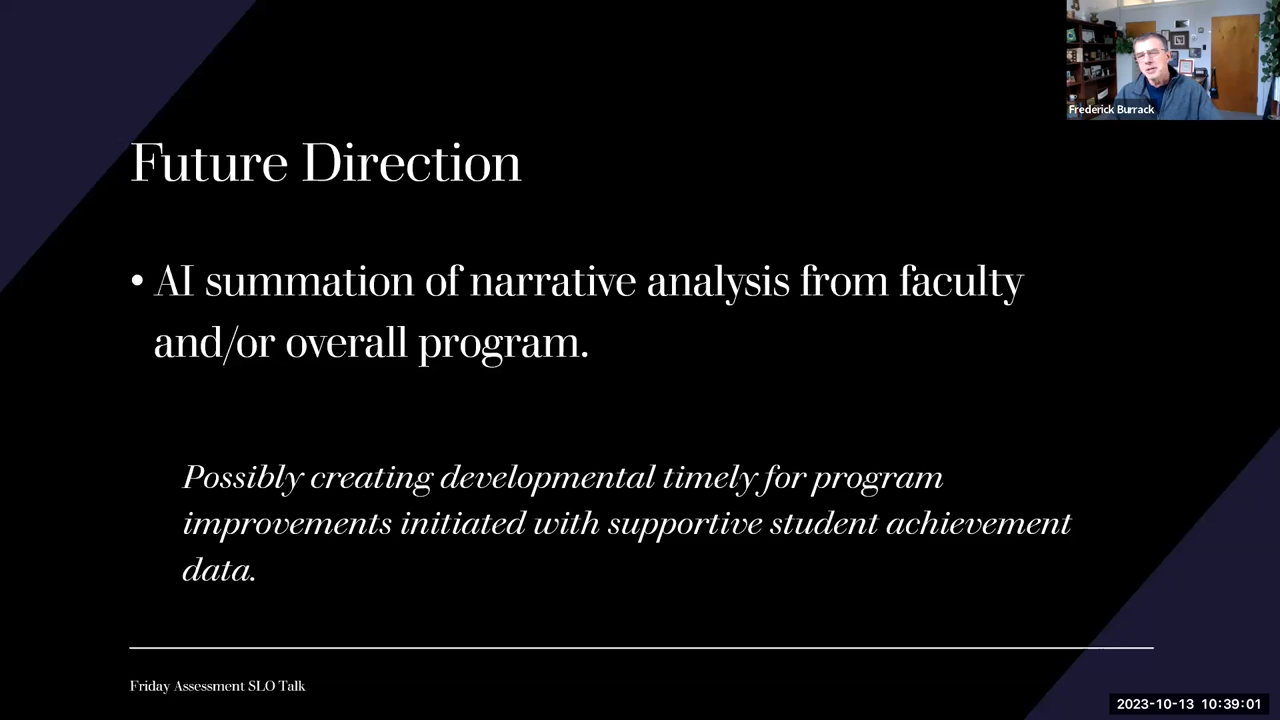 Frederick Burrack
Future Direction
• AI summation of narrative analysis from faculty
and/or overall program.
Possibly creating developmental timely for program
improvements initiated with supportive student achievement
data.
Friday Assessment SLO Talk
2023-10-13 10:39:01